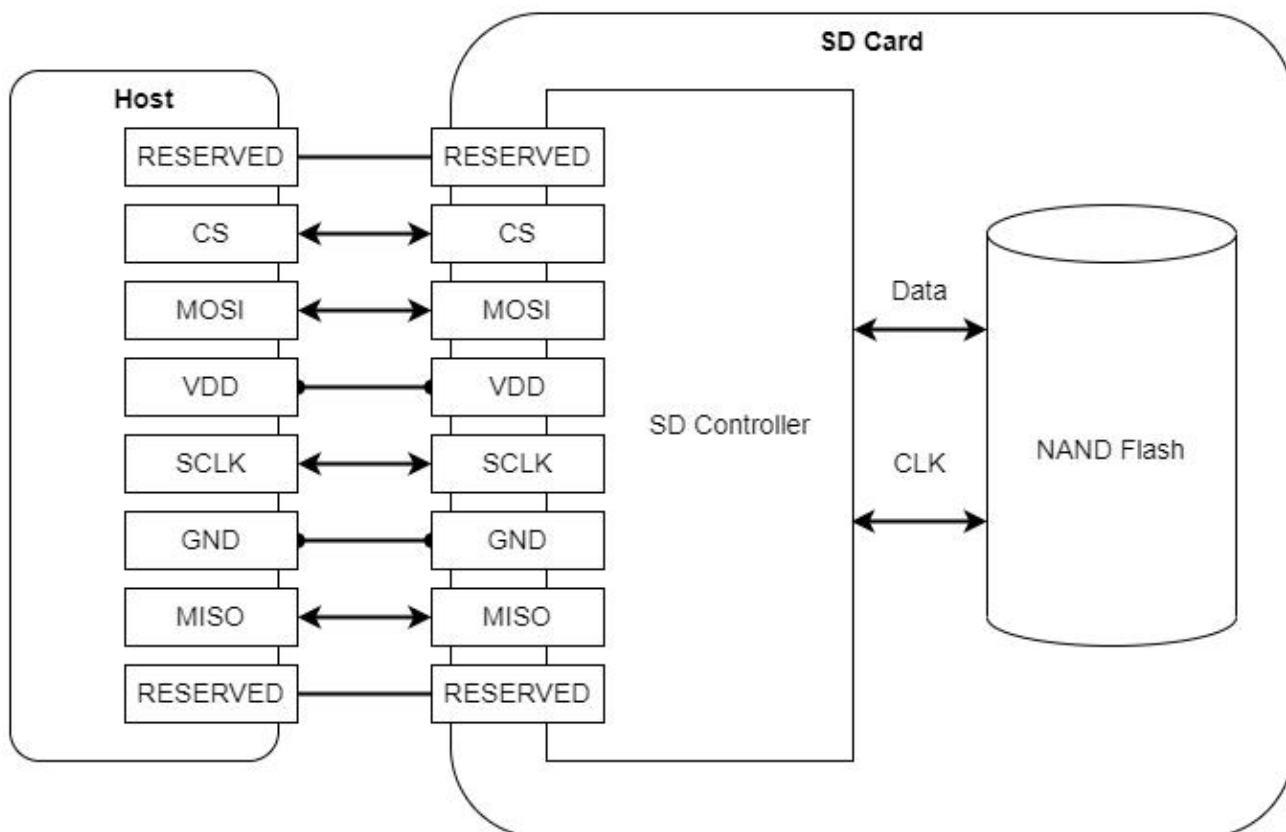 SD Card
Host
RESERVED
RESERVED
CS
CS
MOSI
MOSI
VDD
VDD
SCLK
SCLK
GND
GND
MISO
MISO
RESERVED
RESERVED
SD Controller
Data
CLK
NAND Flash